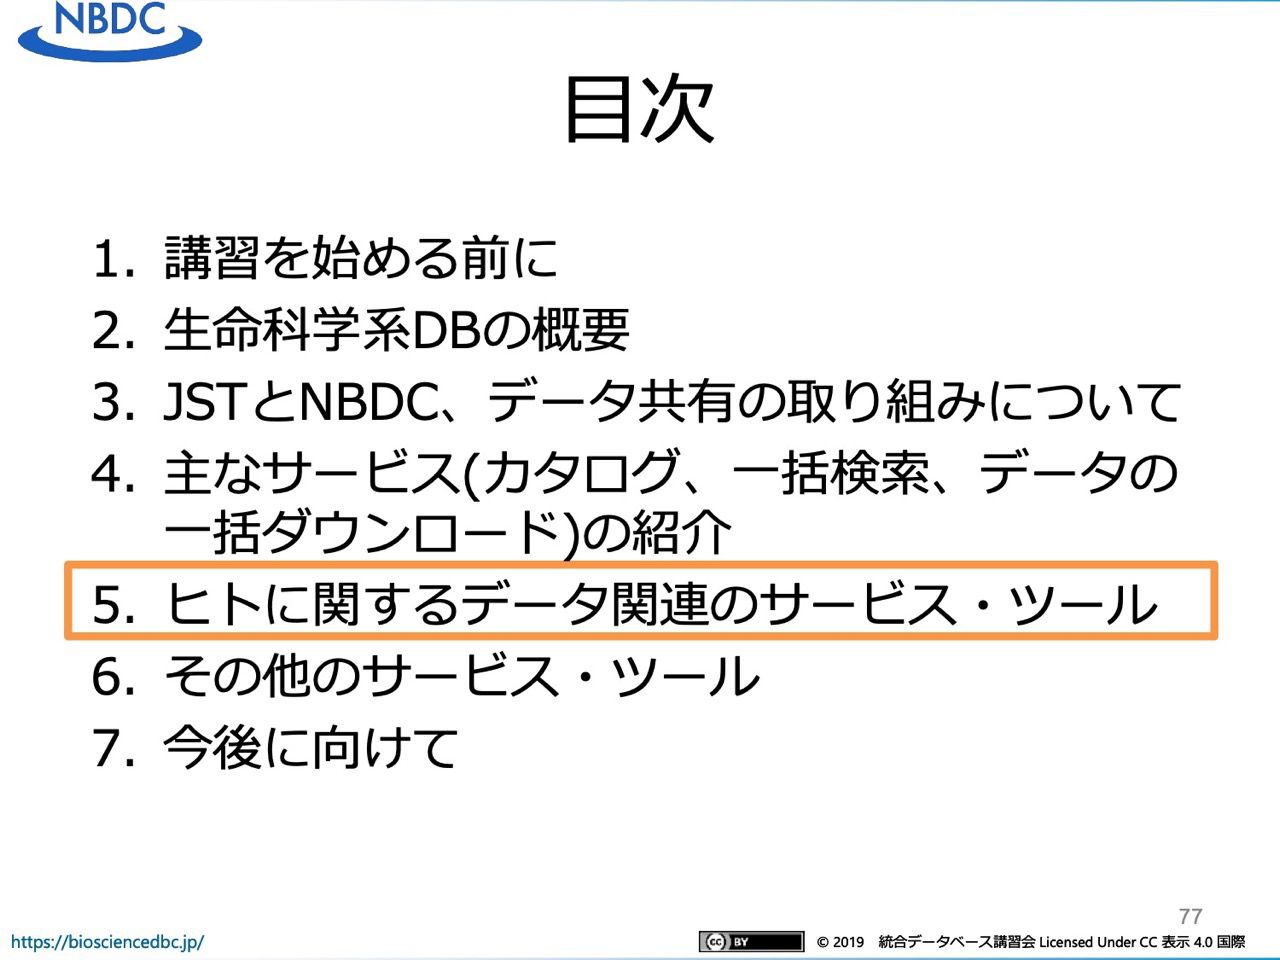 NBDC
目次
1. 講習を始める前に
2. 生命科学系DBの概要
3. JSTとNBDC、データ共有の取り組みについて
4. 主なサービス(カタログ、一括検索、データの
一括ダウンロード)の紹介
5. ヒトに関するデータ関連のサービス・ツール
6. その他のサービス・ツール
7. 今後に向けて
77
https://biosciencedbc.jp/
cc BY © 2019 統合データベース講習会 Licensed Under CC 表示 4.0 国際